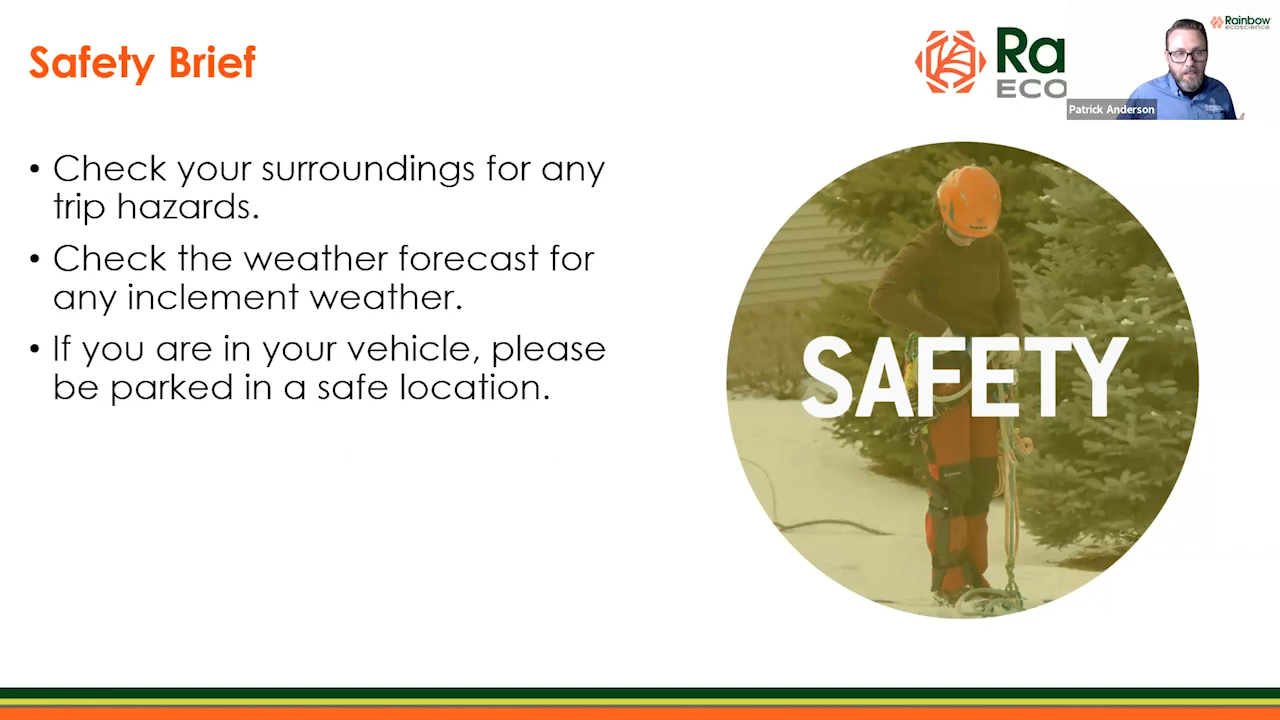 Safety Brief
Ra
ECO
Rainbow
ecoscience
Patrick Anderson
• Check your surroundings for any
trip hazards.
• Check the weather forecast for
any inclement weather.
• If you are in your vehicle, please
be parked in a safe location.
SAFETY